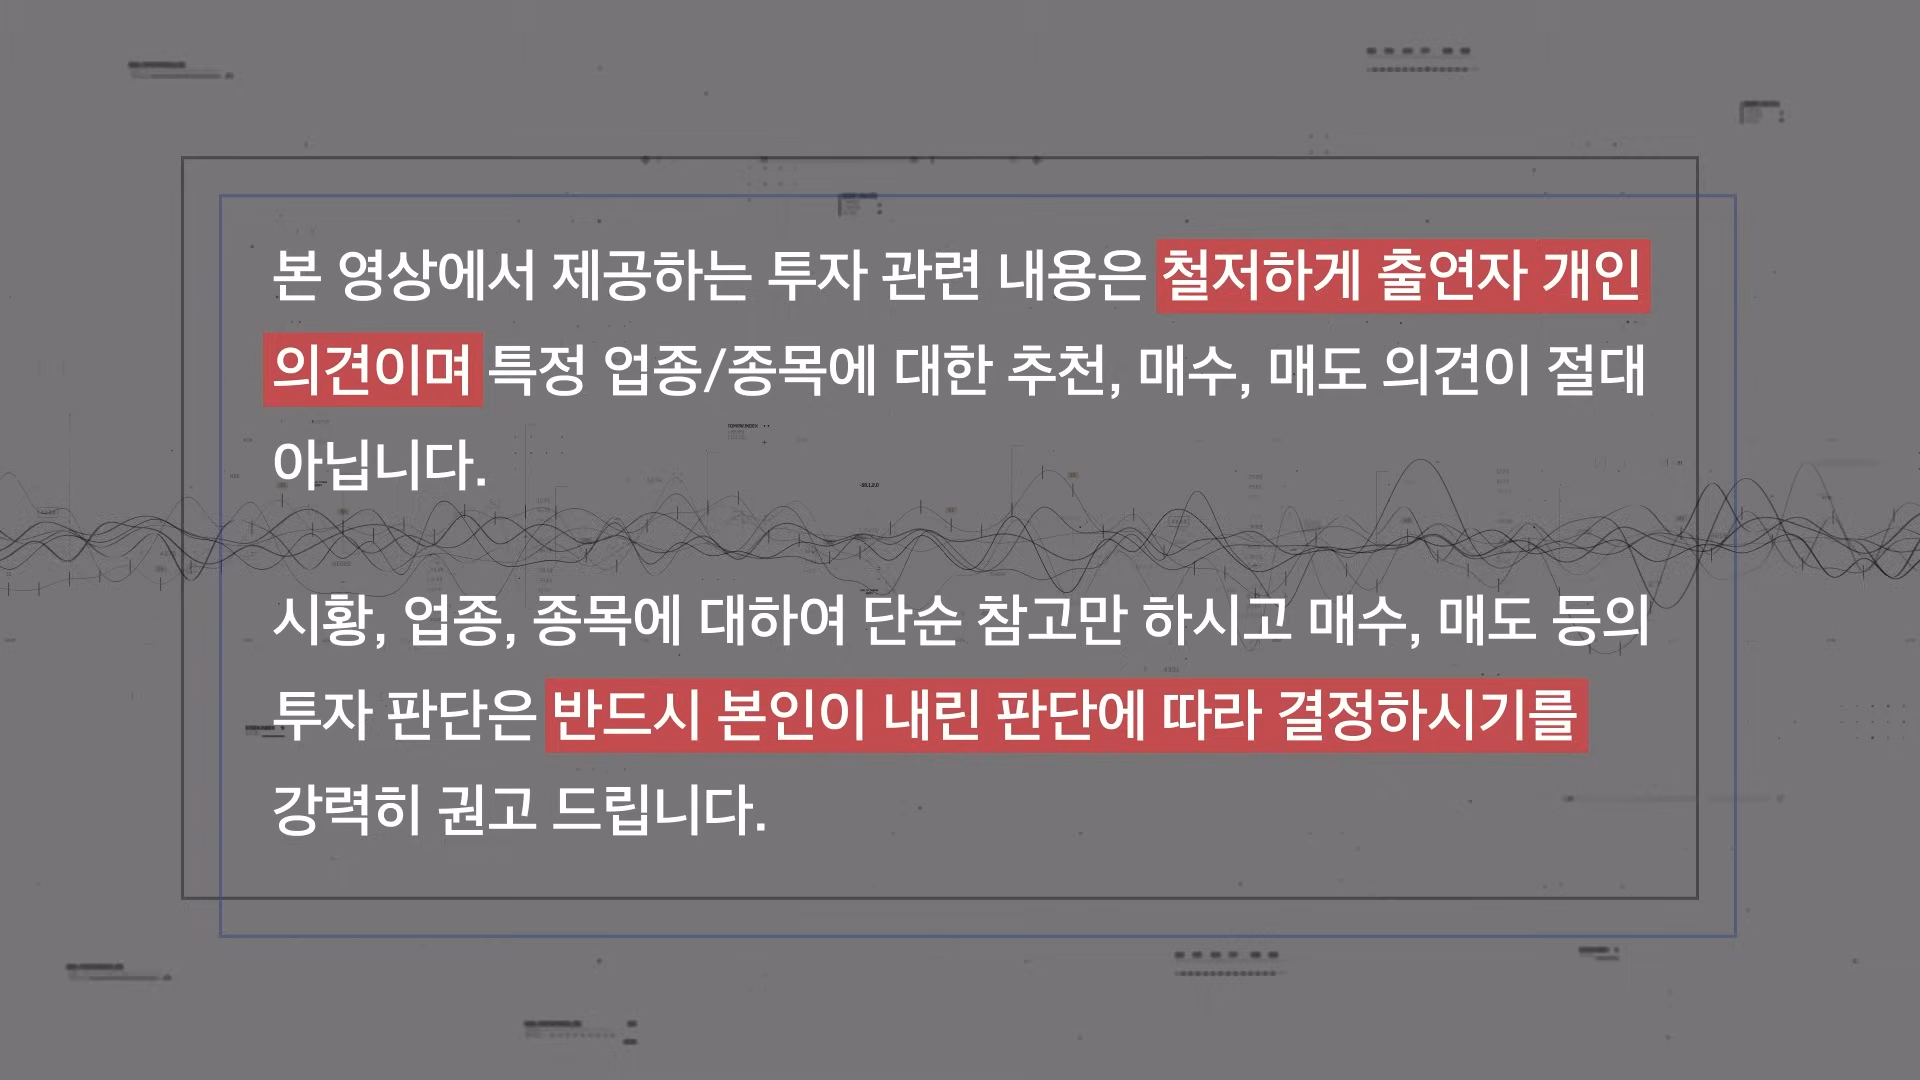 본 영상에서 제공하는 투자 관련 내용은 철저하게 출연자 개인
의견이며 특정 업종/종목에 대한 추천, 매수, 매도 의견이 절대
아닙니다.
시황, 업종, 종목에 대하여 단순 참고만 하시고 매수, 매도 등의
투자 판단은 반드시 본인이 내린 판단에 따라 결정하시기를
강력히 권고 드립니다.